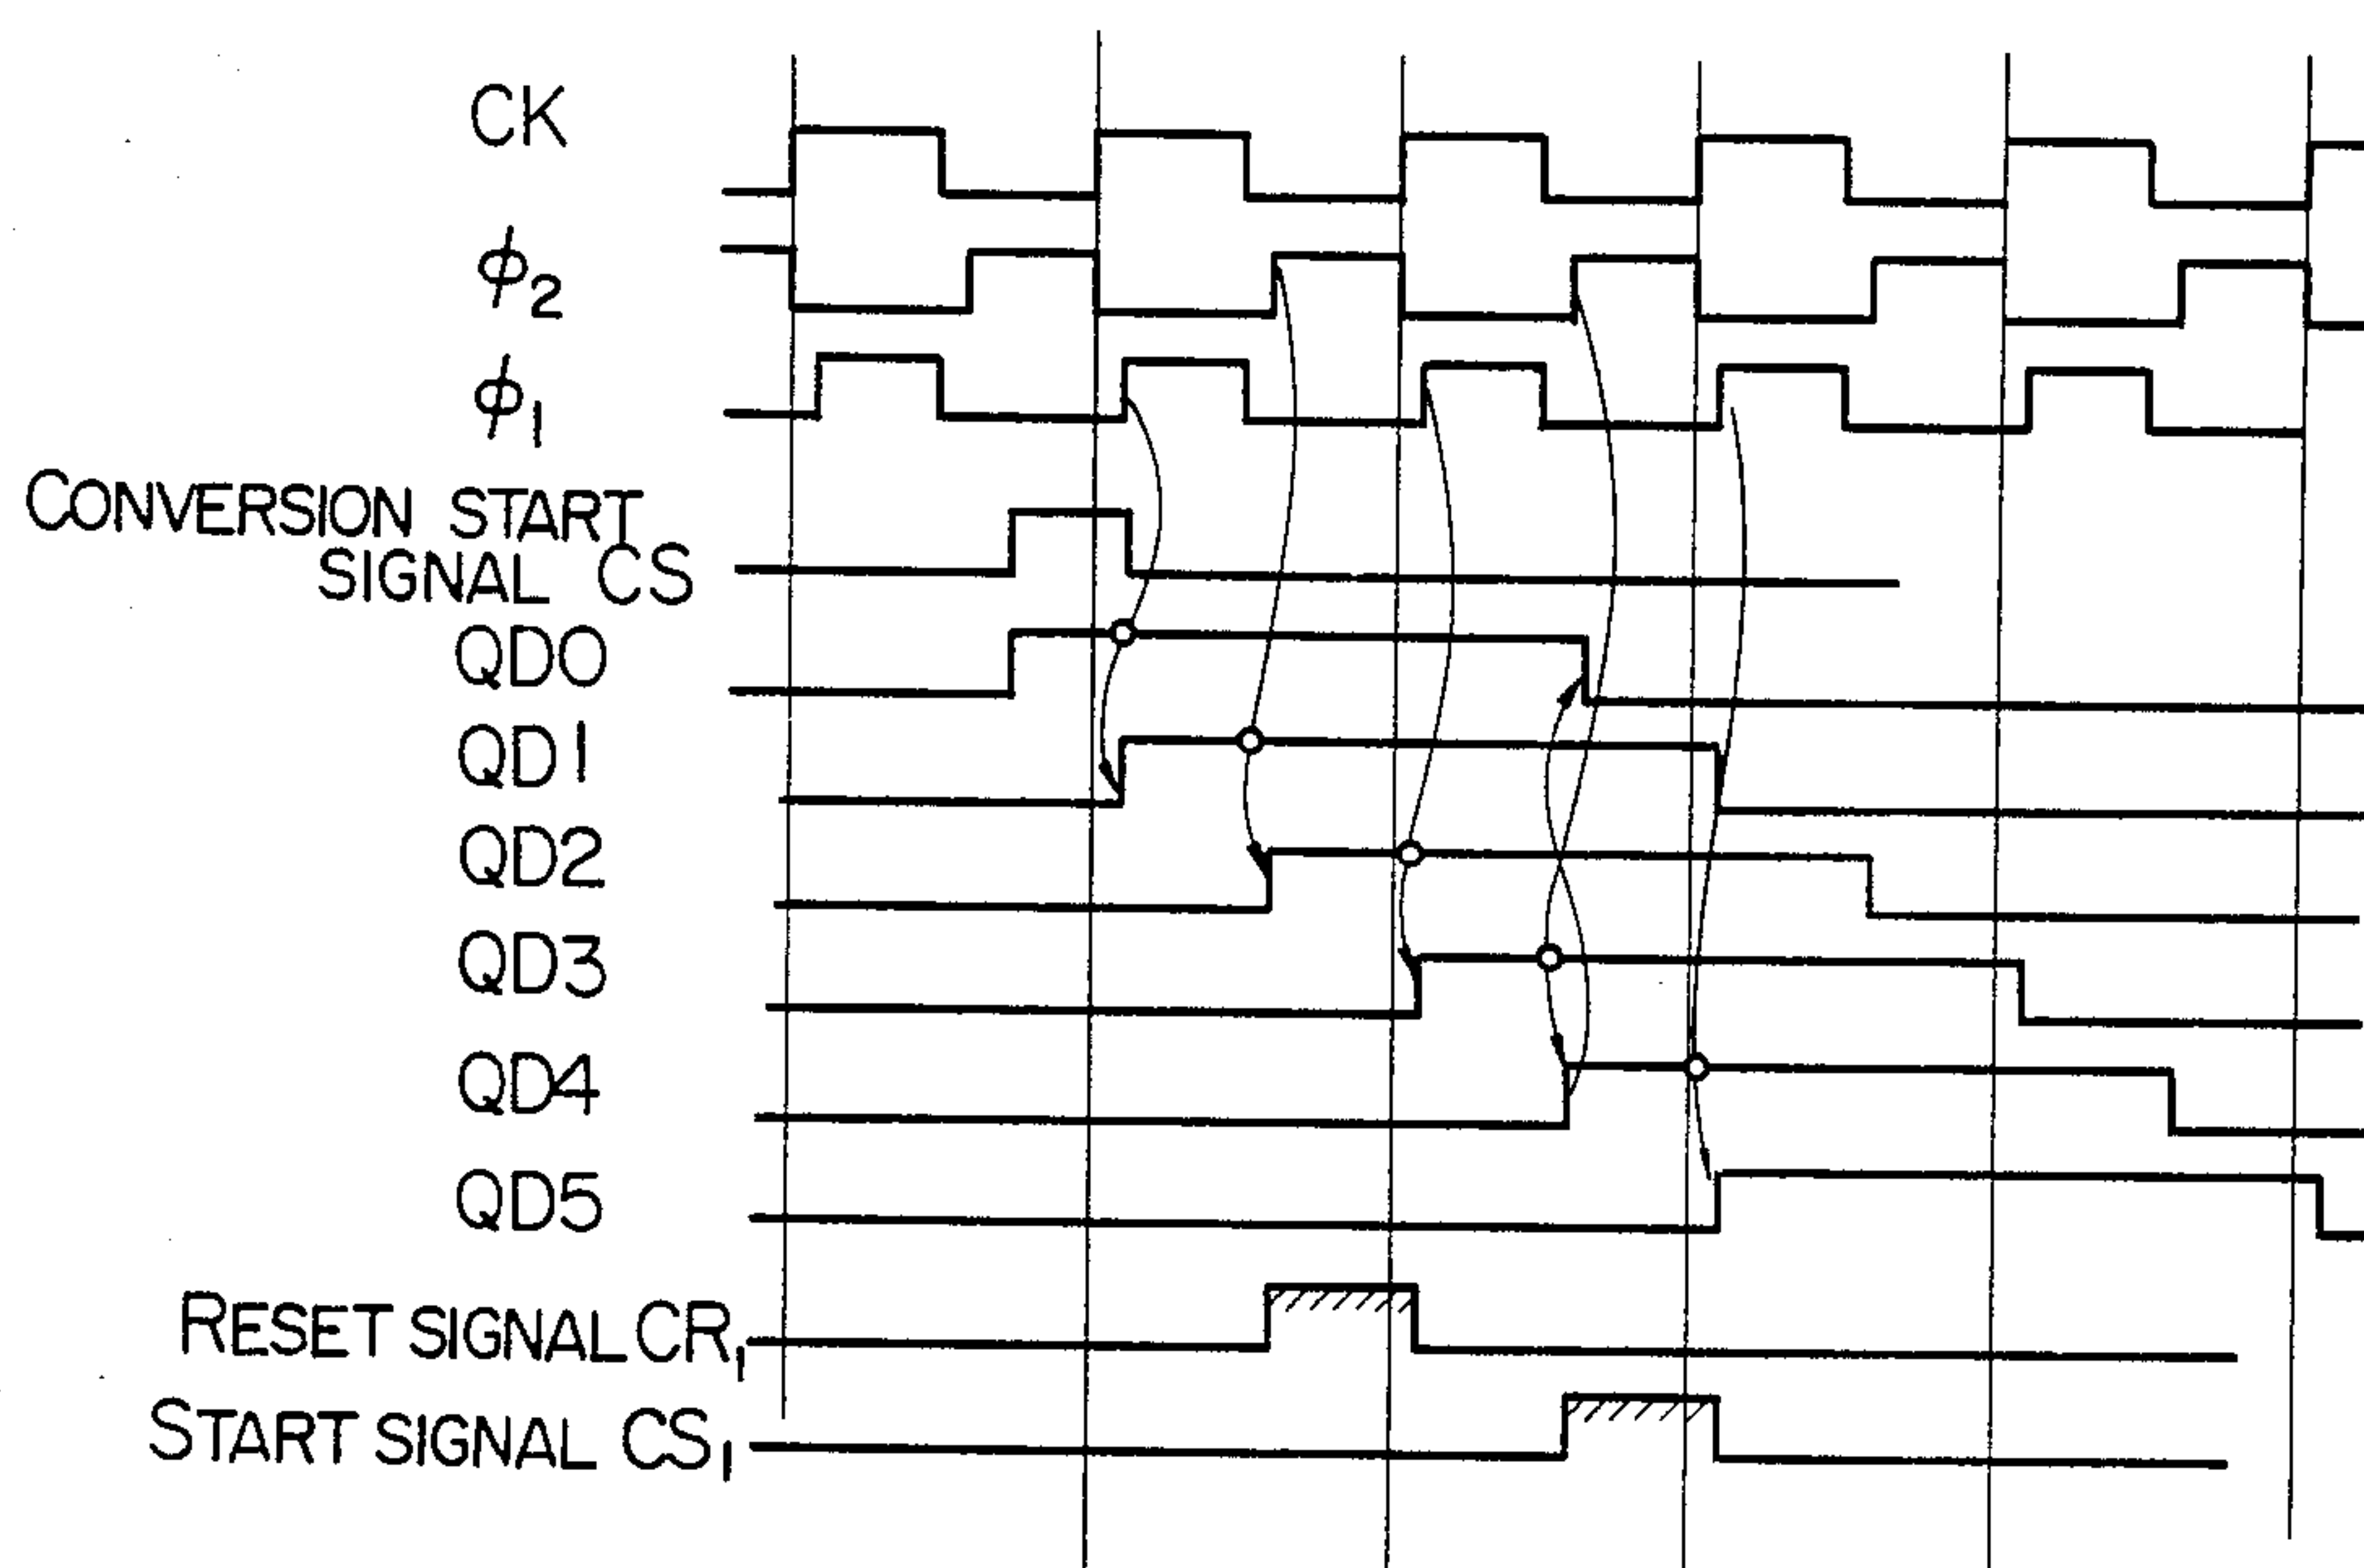 CK
ϕ2
ϕ1
CONVERSION START
SIGNAL CS
QD0
QD1
QD2
QD3
QD4
QD5
RESET SIGNAL CR1
START SIGNAL CS1